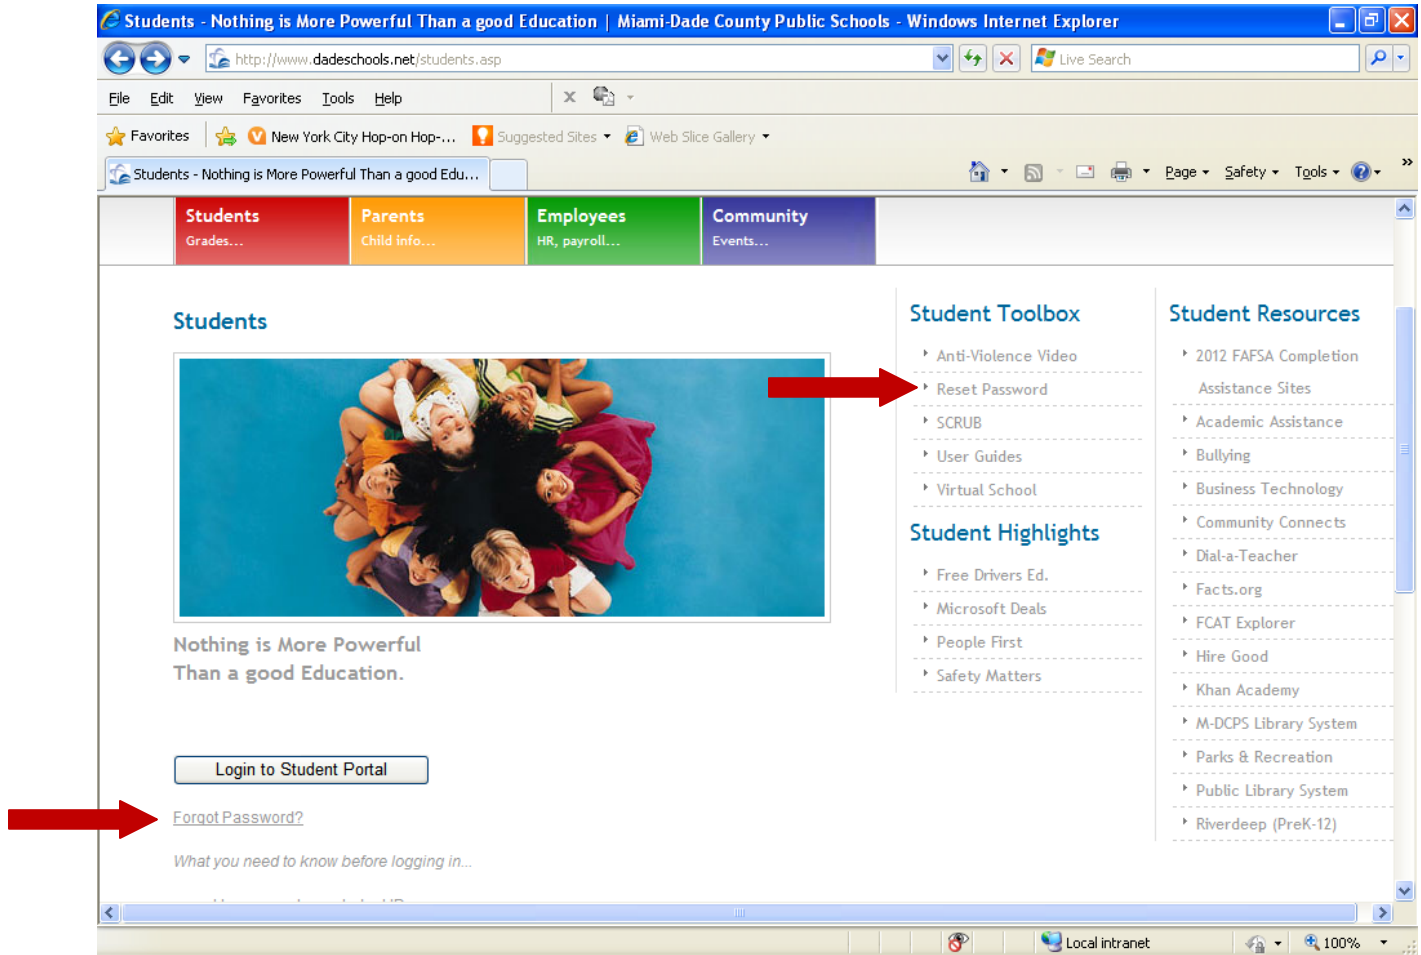 Students - Nothing is More Powerful Than a good Education | Miami-Dade County Public Schools - Windows Internet Explorer
http://www.dadeschools.net/students.asp
Live Search
File Edit View Favorites Tools Help
Favorites New York City Hop-on Hop-... Suggested Sites Web Slice Gallery
Students - Nothing is More Powerful Than a good Edu... Page Safety Tools
Students
Grades...
Parents
Child info...
Employees
HR, payroll...
Community
Events...
Students
Nothing is More Powerful
Than a good Education.
Login to Student Portal
Forgot Password?
What you need to know before logging in...
Student Toolbox
Anti-Violence Video
Reset Password
SCRUB
User Guides
Virtual School
Student Highlights
Free Drivers Ed.
Microsoft Deals
People First
Safety Matters
Student Resources
2012 FAFSA Completion
Assistance Sites
Academic Assistance
Bullying
Business Technology
Community Connects
Dial-a-Teacher
Facts.org
FCAT Explorer
Hire Good
Khan Academy
M-DCPS Library System
Parks & Recreation
Public Library System
Riverdeep (PreK-12)
Local intranet
100%